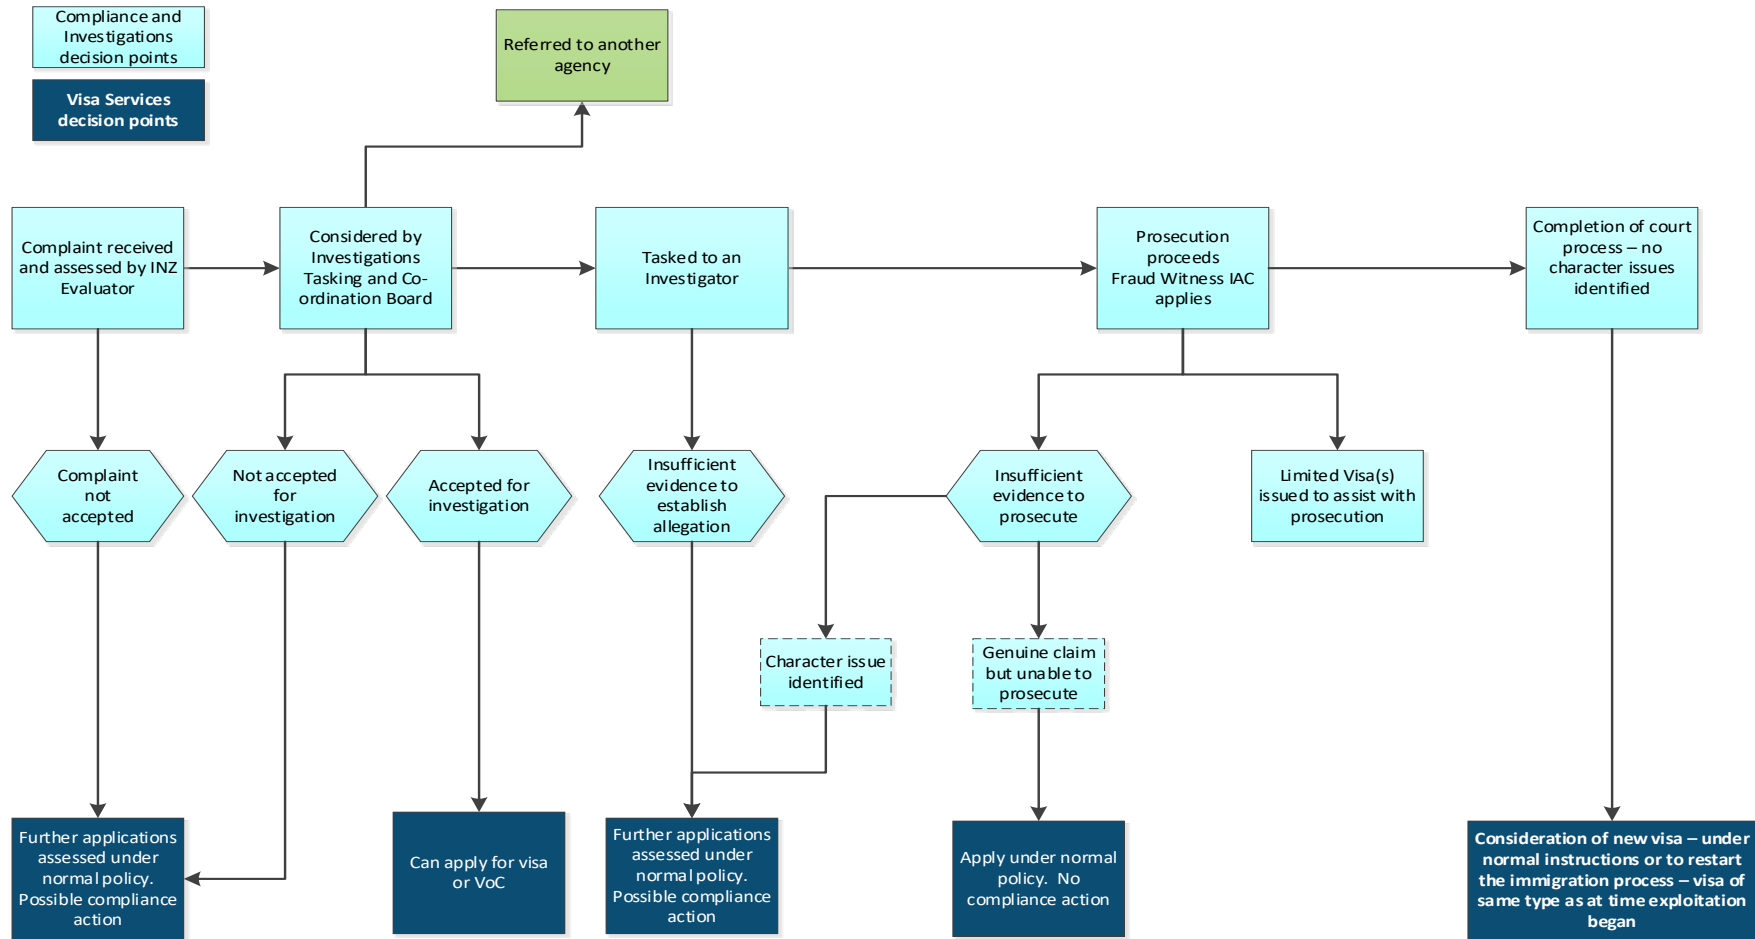 Compliance and
Investigations
decision points
Visa Services
decision points
Referred to another
agency
Complaint received
and assessed by INZ
Evaluator
Considered by
Investigations
Tasking and Co-
ordination Board
Tasked to an
Investigator
Prosecution
proceeds
Fraud Witness IAC
applies
Completion of court
process – no
character issues
identified
Complaint
not
accepted
Not accepted
for
investigation
Accepted for
investigation
Insufficient
evidence to
establish
allegation
Insufficient
evidence to
prosecute
Limited Visa(s)
issued to assist with
prosecution
Character issue
identified
Genuine claim
but unable to
prosecute
Further applications
assessed under
normal policy.
Possible compliance
action
Can apply for visa
or VoC
Further applications
assessed under
normal policy.
Possible compliance
action
Apply under normal
policy.  No
compliance action
Consideration of new visa – under
normal instructions or to restart
the immigration process – visa of
same type as at time exploitation
began